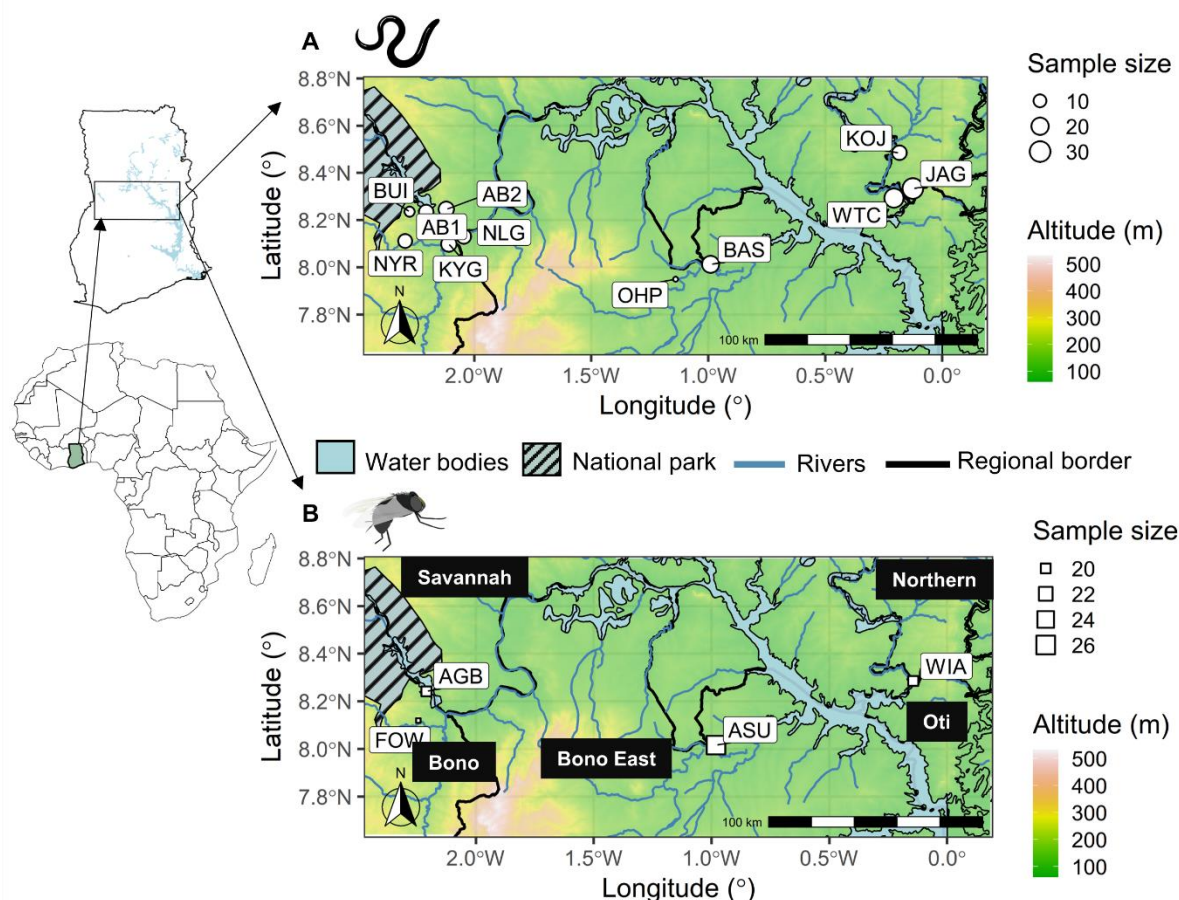 A
Sample size
10
20
30
Altitude (m)
500
400
300
200
100
8.8°N
8.6°N
8.4°N
8.2°N
8.0°N
7.8°N
Latitude (°)
KOJ
JAG
BUI
AB2
WTC
AB1
NLG
BAS
NYR
KYG
OHP
N
100 km
2.0°W
1.5°W
1.0°W
0.5°W
0.0°
Longitude (°)
Water bodies
National park
Rivers
Regional border
B
Sample size
20
22
24
26
Altitude (m)
500
400
300
200
100
8.8°N
8.6°N
8.4°N
8.2°N
8.0°N
7.8°N
Latitude (°)
Savannah
Northern
AGB
WIA
Oti
FOW
ASU
Bono
Bono East
N
100 km
2.0°W
1.5°W
1.0°W
0.5°W
0.0°
Longitude (°)